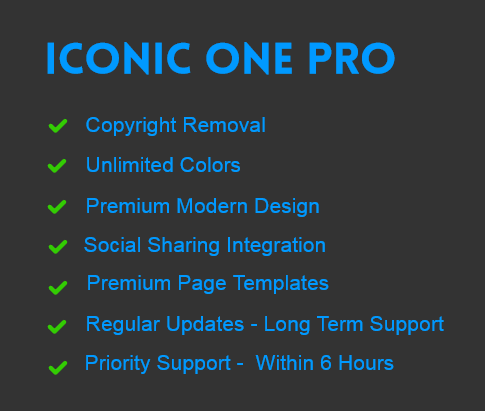 ICONIC ONE PRO
Copyright Removal
Unlimited Colors
Premium Modern Design
Social Sharing Integration
Premium Page Templates
Regular Updates - Long Term Support
Priority Support -  Within 6 Hours